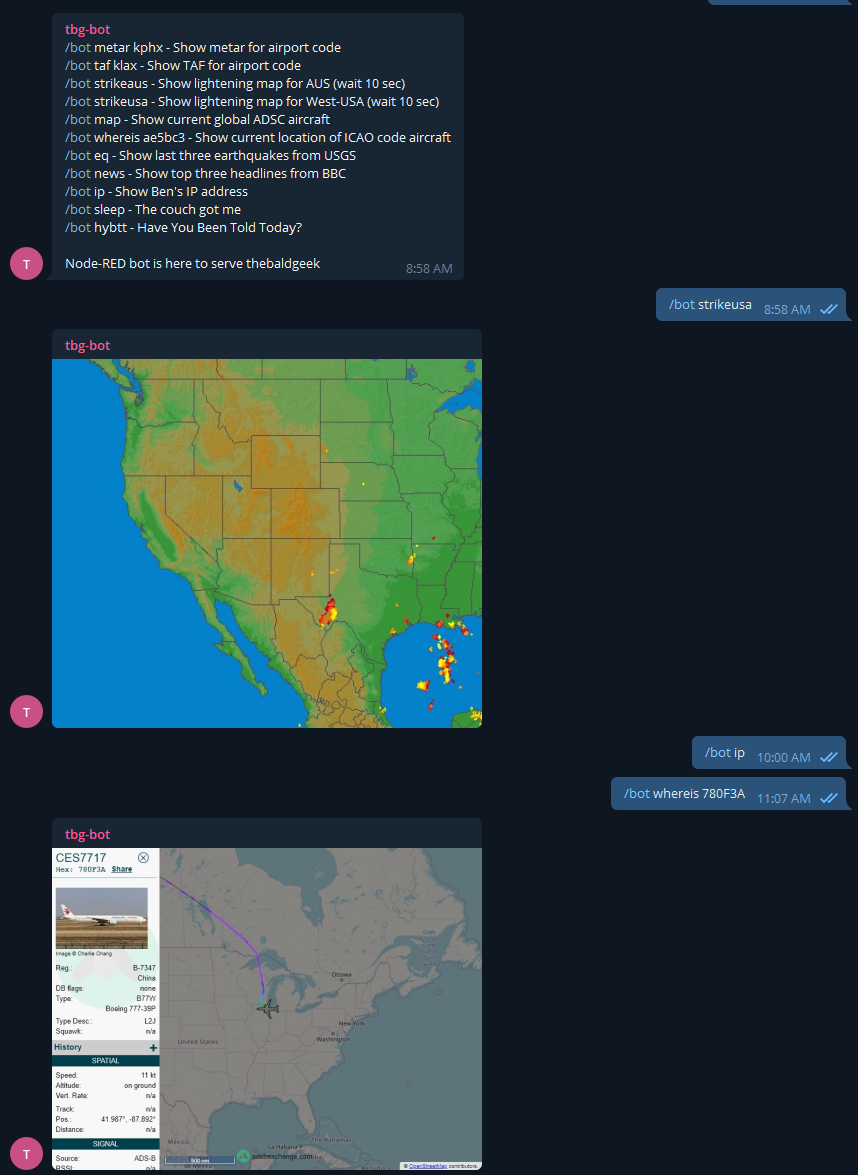 tbg-bot
/bot metar kphx - Show metar for airport code
/bot taf klax - Show TAF for airport code
/bot strikeaus - Show lightening map for AUS (wait 10 sec)
/bot strikeusa - Show lightening map for West-USA (wait 10 sec)
/bot map - Show current global ADSC aircraft
/bot whereis ae5bc3 - Show current location of ICAO code aircraft
/bot eq - Show last three earthquakes from USGS
/bot news - Show top three headlines from BBC
/bot ip - Show Ben's IP address
/bot sleep - The couch got me
/bot hybtt - Have You Been Told Today?
Node-RED bot is here to serve thebaldgeek
8:58 AM
T
/bot strikeusa 8:58 AM
tbg-bot
T
/bot ip 10:00 AM
/bot whereis 780F3A 11:07 AM
tbg-bot
CES7717
Hex: 780F3A Share
Image © Charlie Chang
Reg.: B-7347
China
DB flags: none
Type: B77W
Boeing 777-39P
Type Desc.: L2J
Squawk: n/a
History +
SPATIAL
Speed: 11 kt
Altitude: on ground
Vert. Rate: n/a
Track: n/a
Pos.: 41.987°, -87.892°
Distance: n/a
SIGNAL
Source: ADS-B
RSSI: n/a
Ottawa
New York
Washington
United States
La Habana
The Bahamas
México
500 nmi
adsbexchange.com
© OpenStreetMap contributors.
T